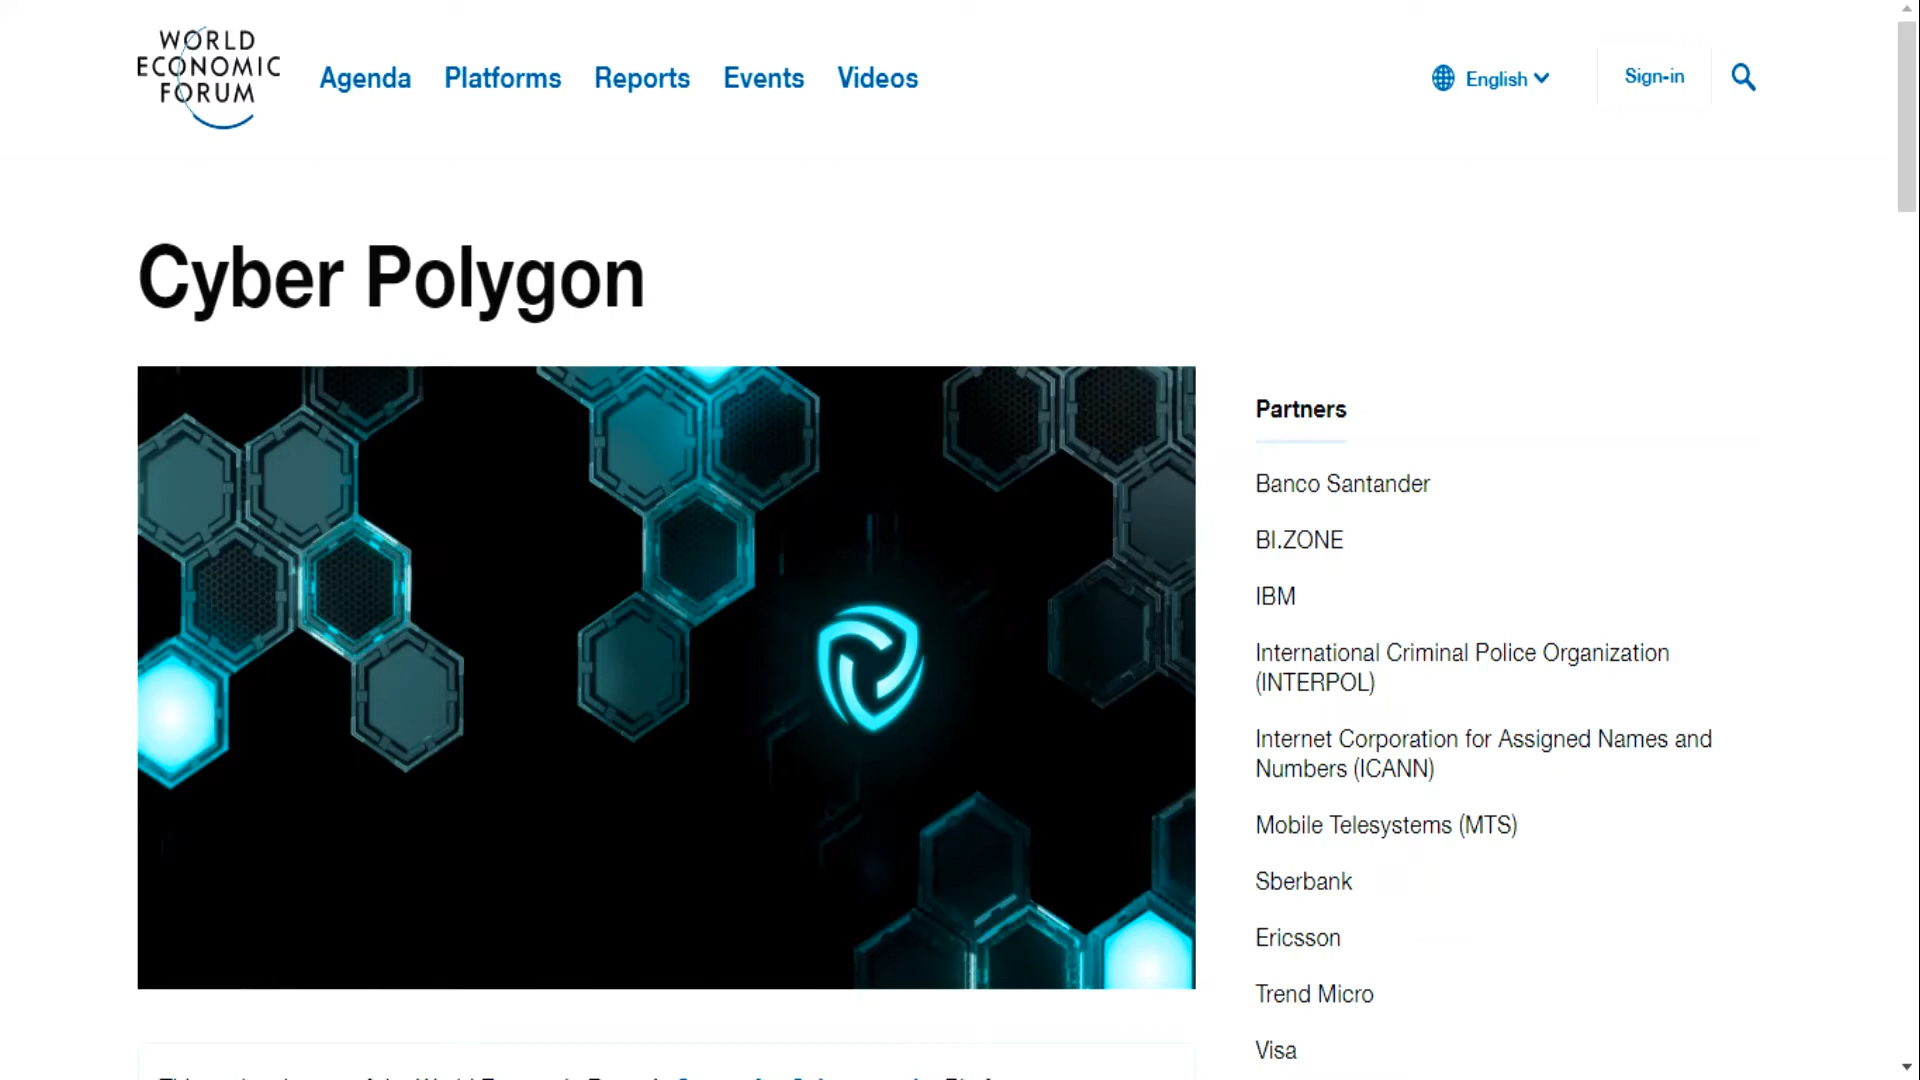 WORLD
ECONOMIC
FORUM
Agenda Platforms Reports Events Videos
English
Sign-in
Cyber Polygon
Partners
Banco Santander
BI.ZONE
IBM
International Criminal Police Organization
(INTERPOL)
Internet Corporation for Assigned Names and
Numbers (ICANN)
Mobile Telesystems (MTS)
Sberbank
Ericsson
Trend Micro
Visa